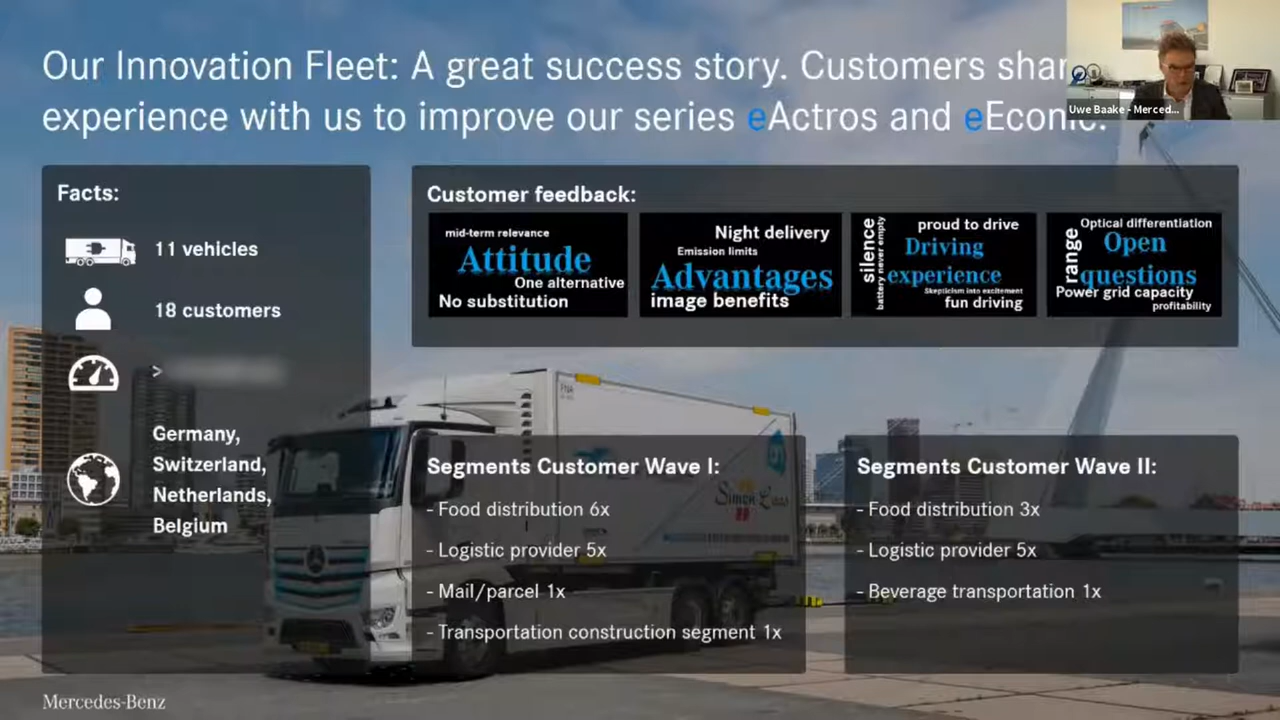 Our Innovation Fleet: A great success story. Customers shar
experience with us to improve our series eActros and eEconic.
Uwe Baake - Merced...
Facts:
11 vehicles
18 customers
>
Germany,
Switzerland,
Netherlands,
Belgium
Customer feedback:
mid-term relevance
Attitude
One alternative
No substitution
Night delivery
Emission limits
Advantages
image benefits
silence
battery never empty
proud to drive
Driving
experience
Skepticism into excitement
fun driving
Optical differentiation
range
Open
questions
Power grid capacity
profitability
Segments Customer Wave I:
- Food distribution 6x
- Logistic provider 5x
- Mail/parcel 1x
- Transportation construction segment 1x
Segments Customer Wave II:
- Food distribution 3x
- Logistic provider 5x
- Beverage transportation 1x
Mercedes-Benz